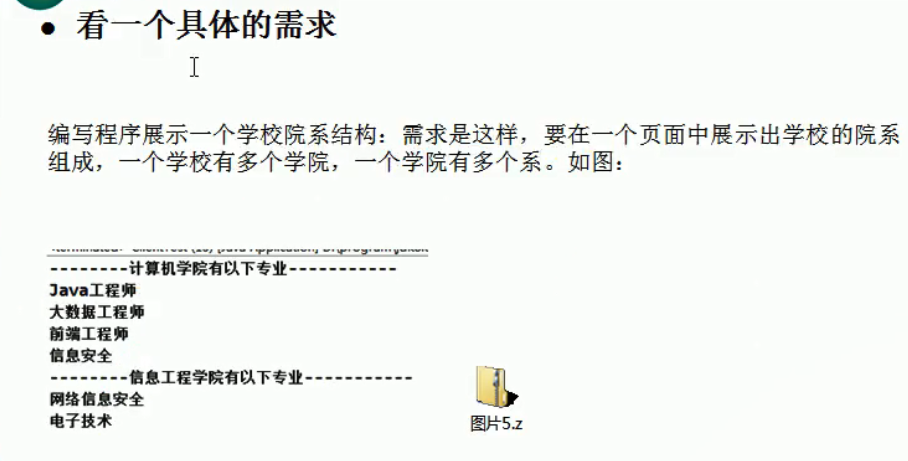 看一个具体的需求
编写程序展示一个学校院系结构：需求是这样，要在一个页面中展示出学校的院系
组成，一个学校有多个学院，一个学院有多个系。如图：
--------计算机学院有以下专业-----------
Java工程师
大数据工程师
前端工程师
信息安全
--------信息工程学院有以下专业-----------
网络信息安全
电子技术
图片5.z